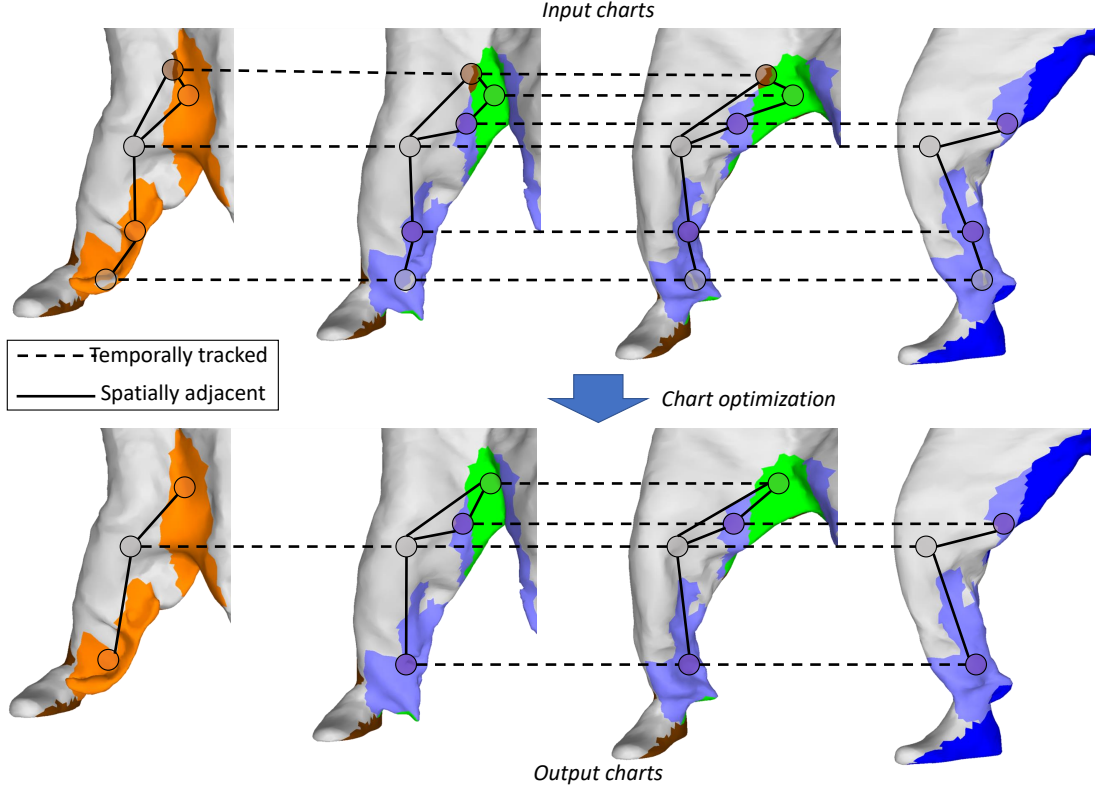 Input charts
Temporally tracked
Spatially adjacent
Chart optimization
Output charts